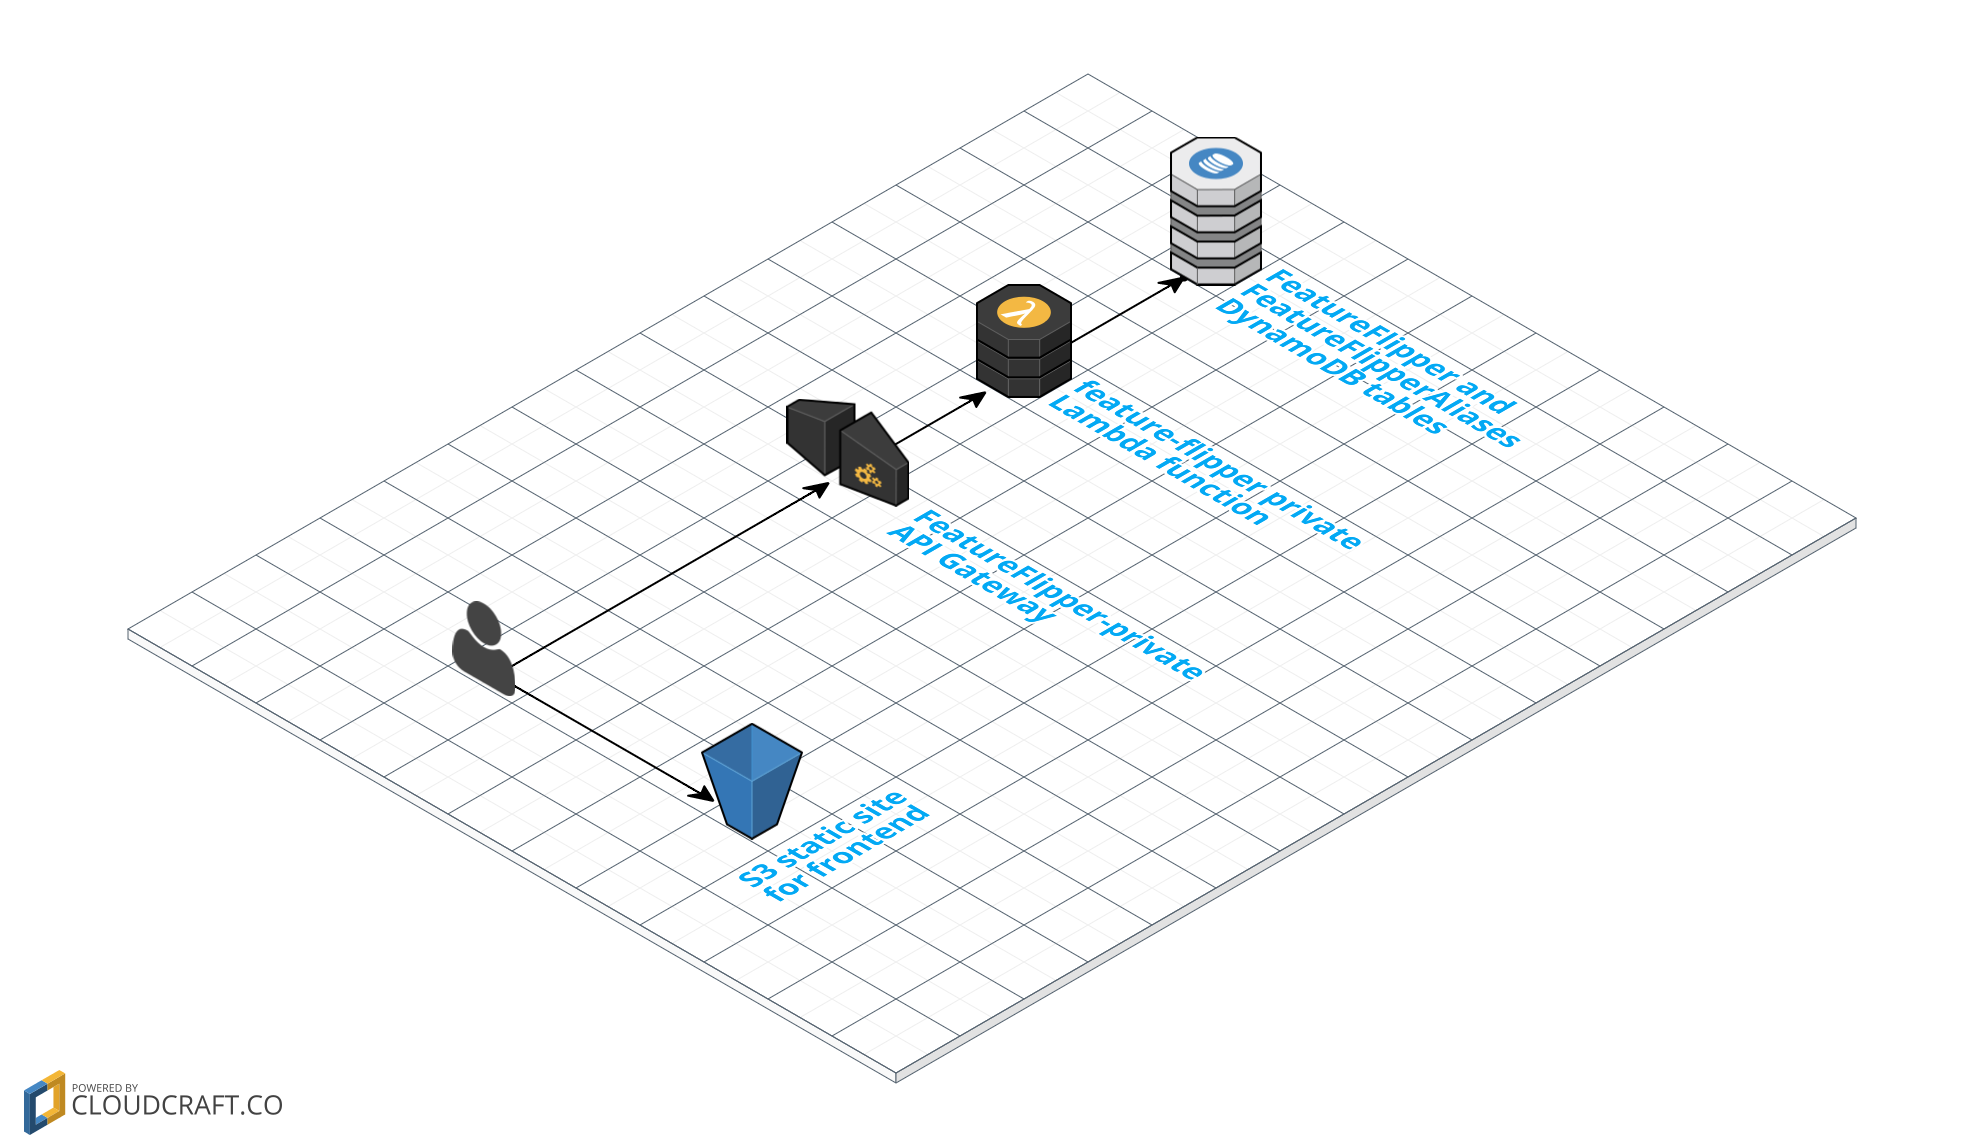 FeatureFlipper and
FeatureFlipperAliases
DynamoDB tables
feature-flipper private
Lambda function
FeatureFlipper-private
API Gateway
S3 static site
for frontend
POWERED BY
CLOUDCRAFT.CO